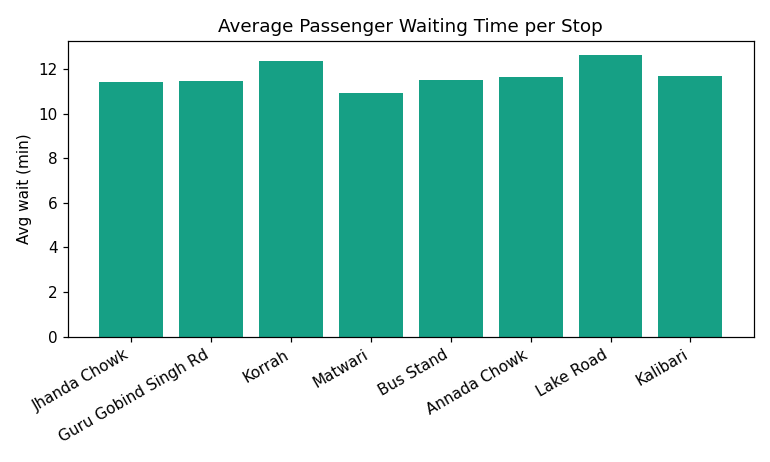 Average Passenger Waiting Time per Stop
Avg wait (min)
12
10
8
6
4
2
0
Jhanda Chowk
Guru Gobind Singh Rd
Korrah
Matwari
Bus Stand
Annada Chowk
Lake Road
Kalibari